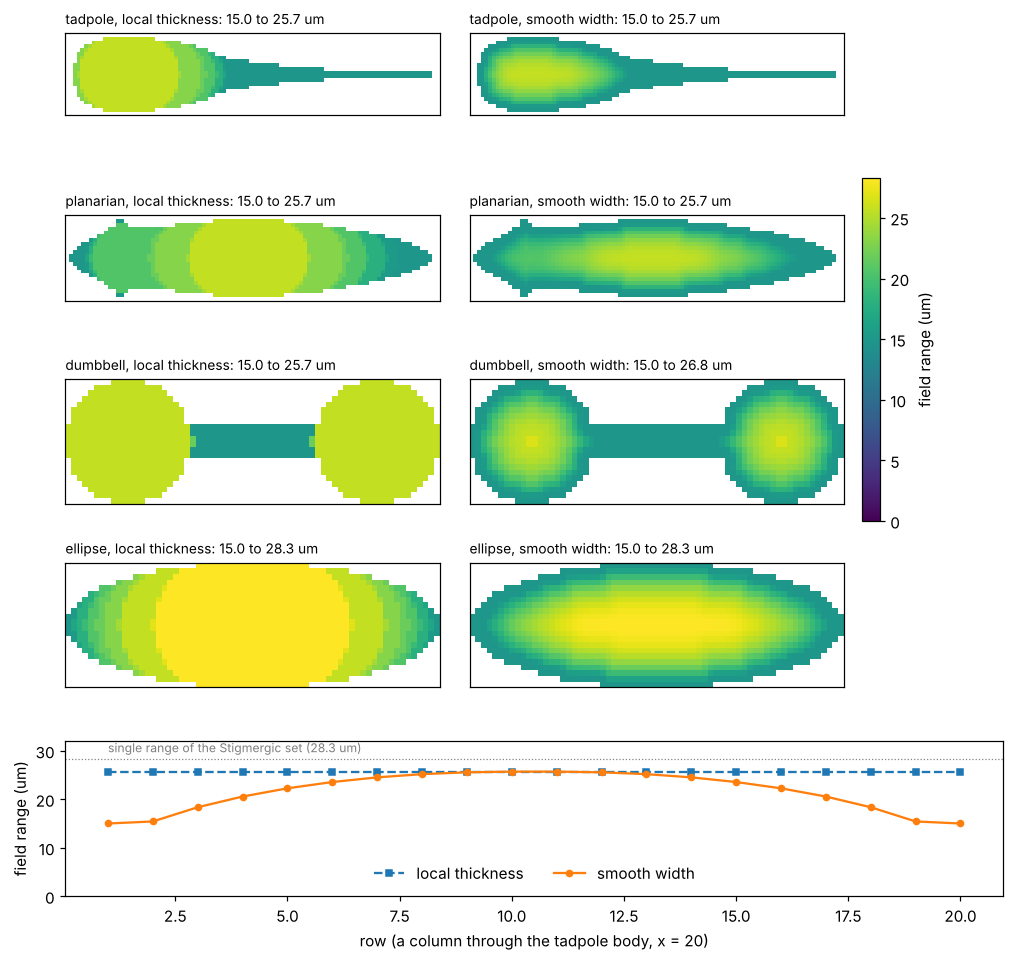 tadpole, local thickness: 15.0 to 25.7 um
tadpole, smooth width: 15.0 to 25.7 um
planarian, local thickness: 15.0 to 25.7 um
planarian, smooth width: 15.0 to 25.7 um
dumbbell, local thickness: 15.0 to 25.7 um
dumbbell, smooth width: 15.0 to 26.8 um
25
20
15
10
5
0
field range (um)
ellipse, local thickness: 15.0 to 28.3 um
ellipse, smooth width: 15.0 to 28.3 um
single range of the Stigmergic set (28.3 um)
30
20
10
0
field range (um)
local thickness
smooth width
2.5 5.0 7.5 10.0 12.5 15.0 17.5 20.0
row (a column through the tadpole body, x = 20)